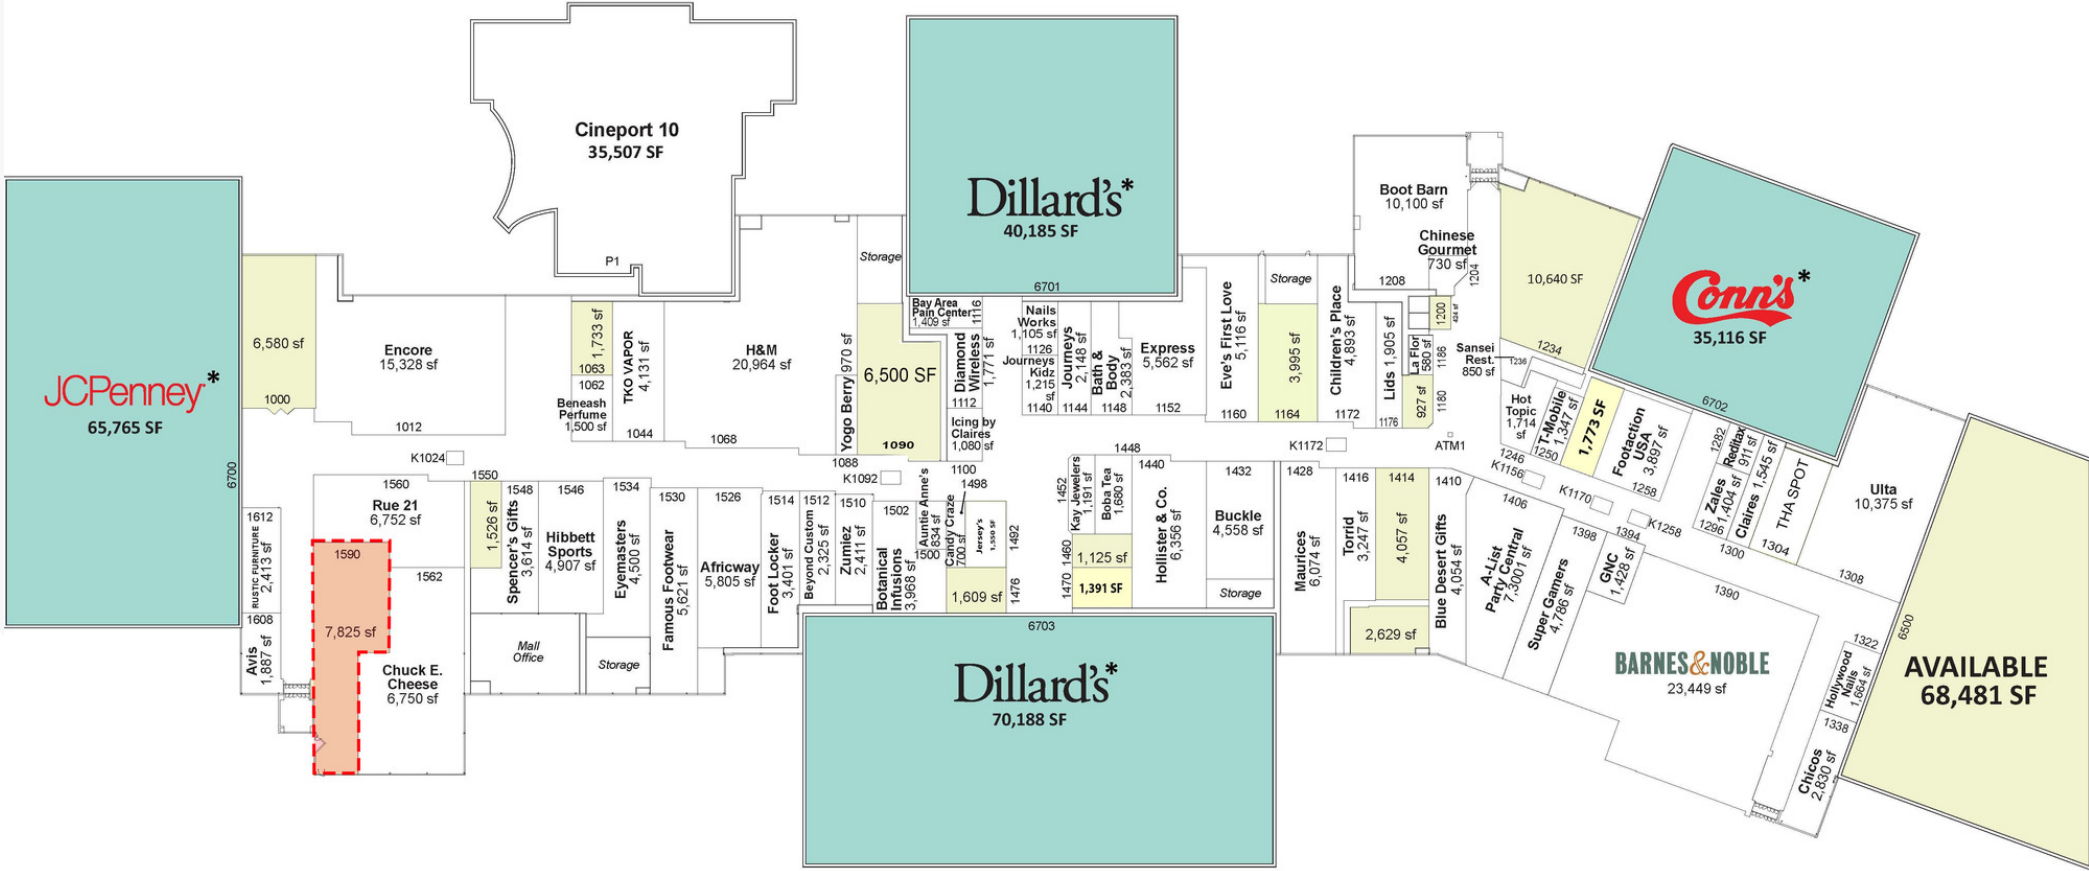 Cineport 10
35,507 SF
P1
Dillard's*
40,185 SF
6701
JCPenney*
65,765 SF
6700
6,580 sf
1000
Encore
15,328 sf
1012
1,733 sf
1063
1062
Beneash
Perfume
1,500 sf
TKO VAPOR
4,131 sf
1044
H&M
20,964 sf
1068
Yogo Berry 970 sf
1088
Storage
6,500 SF
1090
Bay Area
Pain Center
1,409 sf
1116
Diamond
Wireless
1,771 sf
1112
Icing by
Claires
1,080 sf
1100
Nails
Works
1,105 sf
1126
Journeys
Kidz
1,215
sf
1140
Journeys
2,148 sf
1144
Bath &
Body
2,383 sf
1148
Express
5,562 sf
1152
Eve's First Love
5,116 sf
1160
Storage
3,995 sf
1164
Children's Place
4,893 sf
1172
Lids 1,905 sf
1176
Boot Barn
10,100 sf
1208
Chinese
Gourmet
730 sf
1204
1200
La Flor
580 sf
1186
927 sf
1180
ATM1
10,640 SF
1234
Sansei
Rest.
850 sf
1236
Hot
Topic
1,714
sf
1246
T-Mobile
1,347 sf
1250
1,773 SF
Footaction
USA
3,897 sf
1258
Conn's*
35,116 SF
6702
1282
Reditax
911 sf
Zales
1,404 sf
1296
Claires 1,545 sf
1300
THA SPOT
1304
Ulta
10,375 sf
1308
6500
AVAILABLE
68,481 SF
K1024
K1092
K1172
K1156
K1170
K1258
1612
RUSTIC FURNITURE
2,413 sf
1608
Avis
1,887 sf
1560
Rue 21
6,752 sf
1590
7,825 sf
1562
Chuck E.
Cheese
6,750 sf
1550
1,526 sf
1548
Spencer's Gifts
3,614 sf
1546
Hibbett
Sports
4,907 sf
Mall
Office
1534
Eyemasters
4,500 sf
Storage
1530
Famous Footwear
5,621 sf
1526
Africway
5,805 sf
1514
Foot Locker
3,401 sf
1512
Beyond Custom
2,325 sf
1510
Zumiez
2,411 sf
1502
Botanical
Infusions
3,968 sf
Auntie Anne's
834 sf
1500
1498
Candy Craze
700 sf
Jersey's
1,550 SF
1492
1,609 sf
1476
Dillard's*
70,188 SF
6703
1448
1452
Kay Jewelers
1,191 sf
Boba Tea
1,680 sf
1460
1,125 sf
1470
1,391 SF
1440
Hollister & Co.
6,356 sf
1432
Buckle
4,558 sf
Storage
1428
Maurices
6,074 sf
1416
Torrid
3,247 sf
1414
4,057 sf
2,629 sf
1410
Blue Desert Gifts
4,054 sf
1406
A-List
Party Central
7,3001 sf
1398
Super Gamers
4,786 sf
1394
GNC
1,428 sf
1390
BARNES&NOBLE
23,449 sf
1322
Hollywood
Nails
1,664 sf
1338
Chicos
2,830 sf